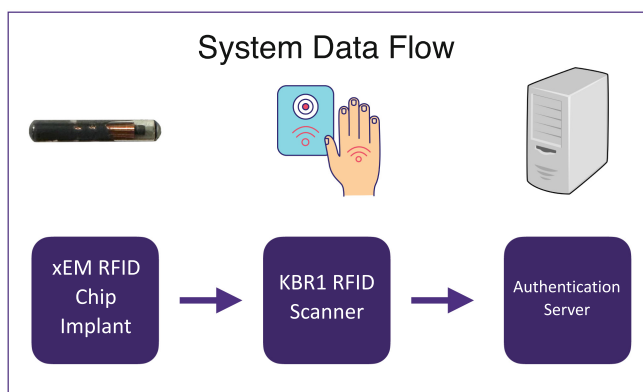 System Data Flow
xEM RFID
Chip
Implant
KBR1 RFID
Scanner
Authentication
Server